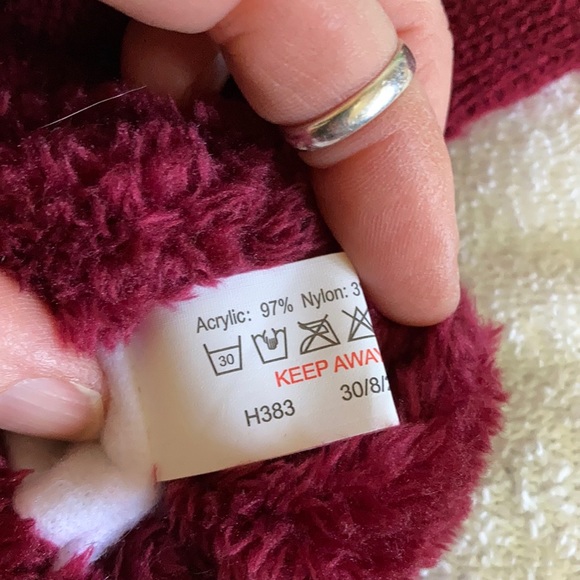 Acrylic: 97% Nylon: 3
30
KEEP AWAY
H383 30/8/